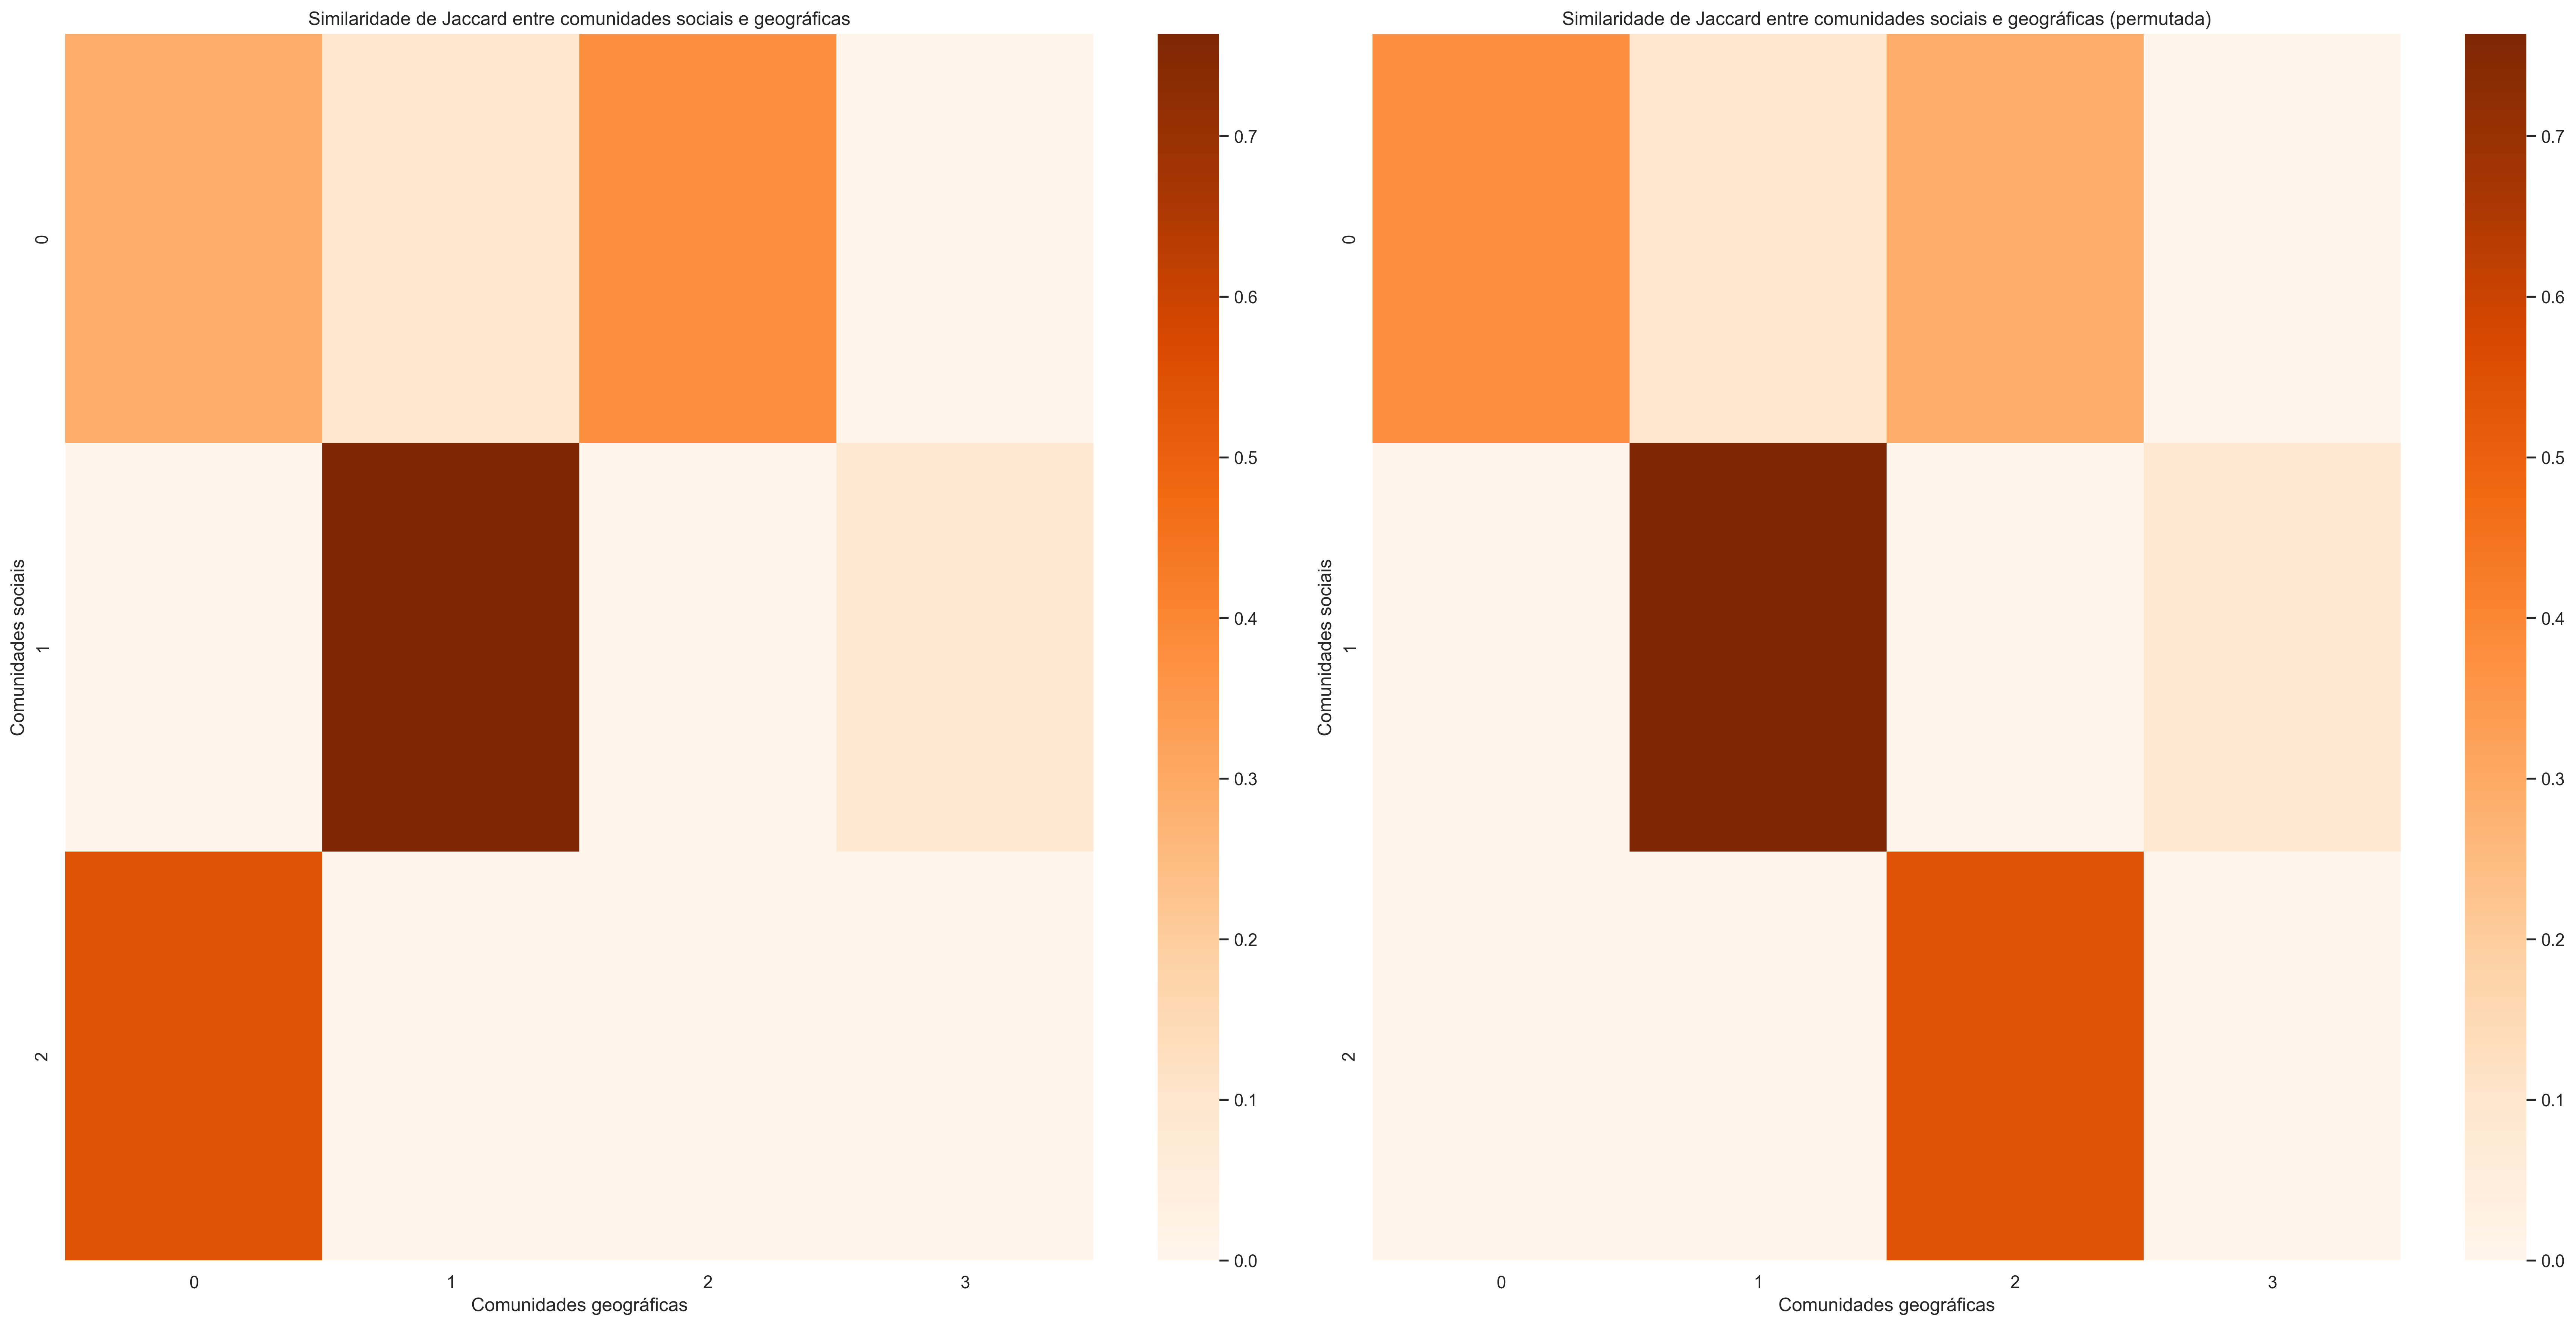 Similaridade de Jaccard entre comunidades sociais e geográficas
Comunidades sociais
0
1
2
0 1 2 3
Comunidades geográficas
0.7
0.6
0.5
0.4
0.3
0.2
0.1
0.0
Similaridade de Jaccard entre comunidades sociais e geográficas (permutada)
Comunidades sociais
0
1
2
0 1 2 3
Comunidades geográficas
0.7
0.6
0.5
0.4
0.3
0.2
0.1
0.0